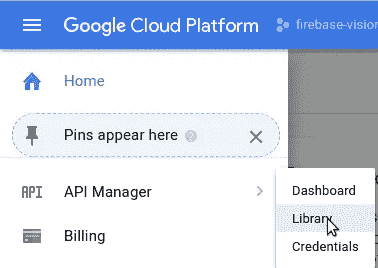 Google Cloud Platform
firebase-vision
Home
Pins appear here
API API Manager
Dashboard
Library
Billing
Credentials